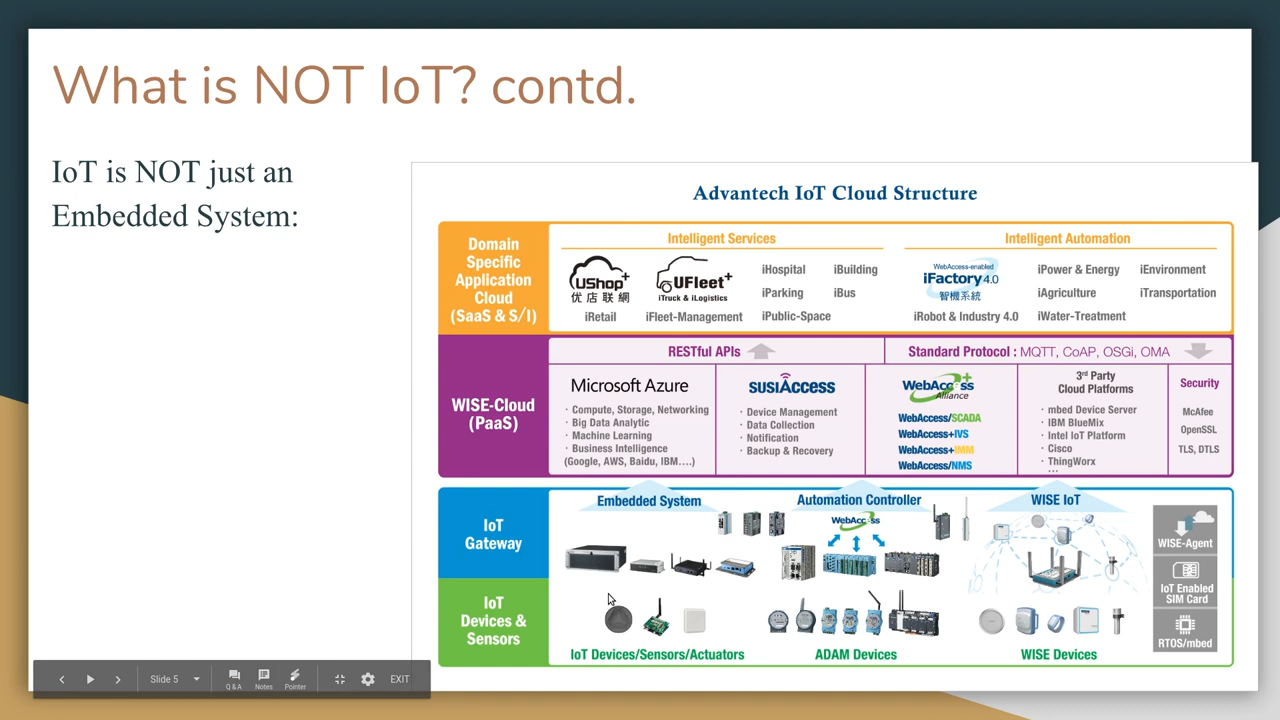 What is NOT IoT? contd.
IoT is NOT just an
Embedded System:
Advantech IoT Cloud Structure
Domain
Specific
Application
Cloud
(SaaS & S/I)
Intelligent Services
UShop+
优店联網
iRetail
UFleet+
iTruck & iLogistics
iFleet-Management
iHospital
iBuilding
iParking
iBus
iPublic-Space
Intelligent Automation
WebAccess-enabled
iFactory 4.0
智機系統
iRobot & Industry 4.0
iPower & Energy
iEnvironment
iAgriculture
iTransportation
iWater-Treatment
WISE-Cloud
(PaaS)
RESTful APIs
Standard Protocol : MQTT, CoAP, OSGi, OMA
Microsoft Azure
· Compute, Storage, Networking
· Big Data Analytic
· Machine Learning
· Business Intelligence
(Google, AWS, Baidu, IBM....)
SUSIACCESS
· Device Management
· Data Collection
· Notification
· Backup & Recovery
WebAccess+
Alliance
WebAccess/SCADA
WebAccess+IVS
WebAccess+IMM
WebAccess/NMS
3rd Party
Cloud Platforms
· mbed Device Server
· IBM BlueMix
· Intel IoT Platform
· Cisco
· ThingWorx
...
Security
McAfee
OpenSSL
TLS, DTLS
IoT
Gateway
Embedded System
Automation Controller
WebAccess
WISE IoT
WISE-Agent
IoT Enabled
SIM Card
RTOS/mbed
IoT
Devices &
Sensors
IoT Devices/Sensors/Actuators
ADAM Devices
WISE Devices
Slide 5
Q & A
Notes
Pointer
EXIT